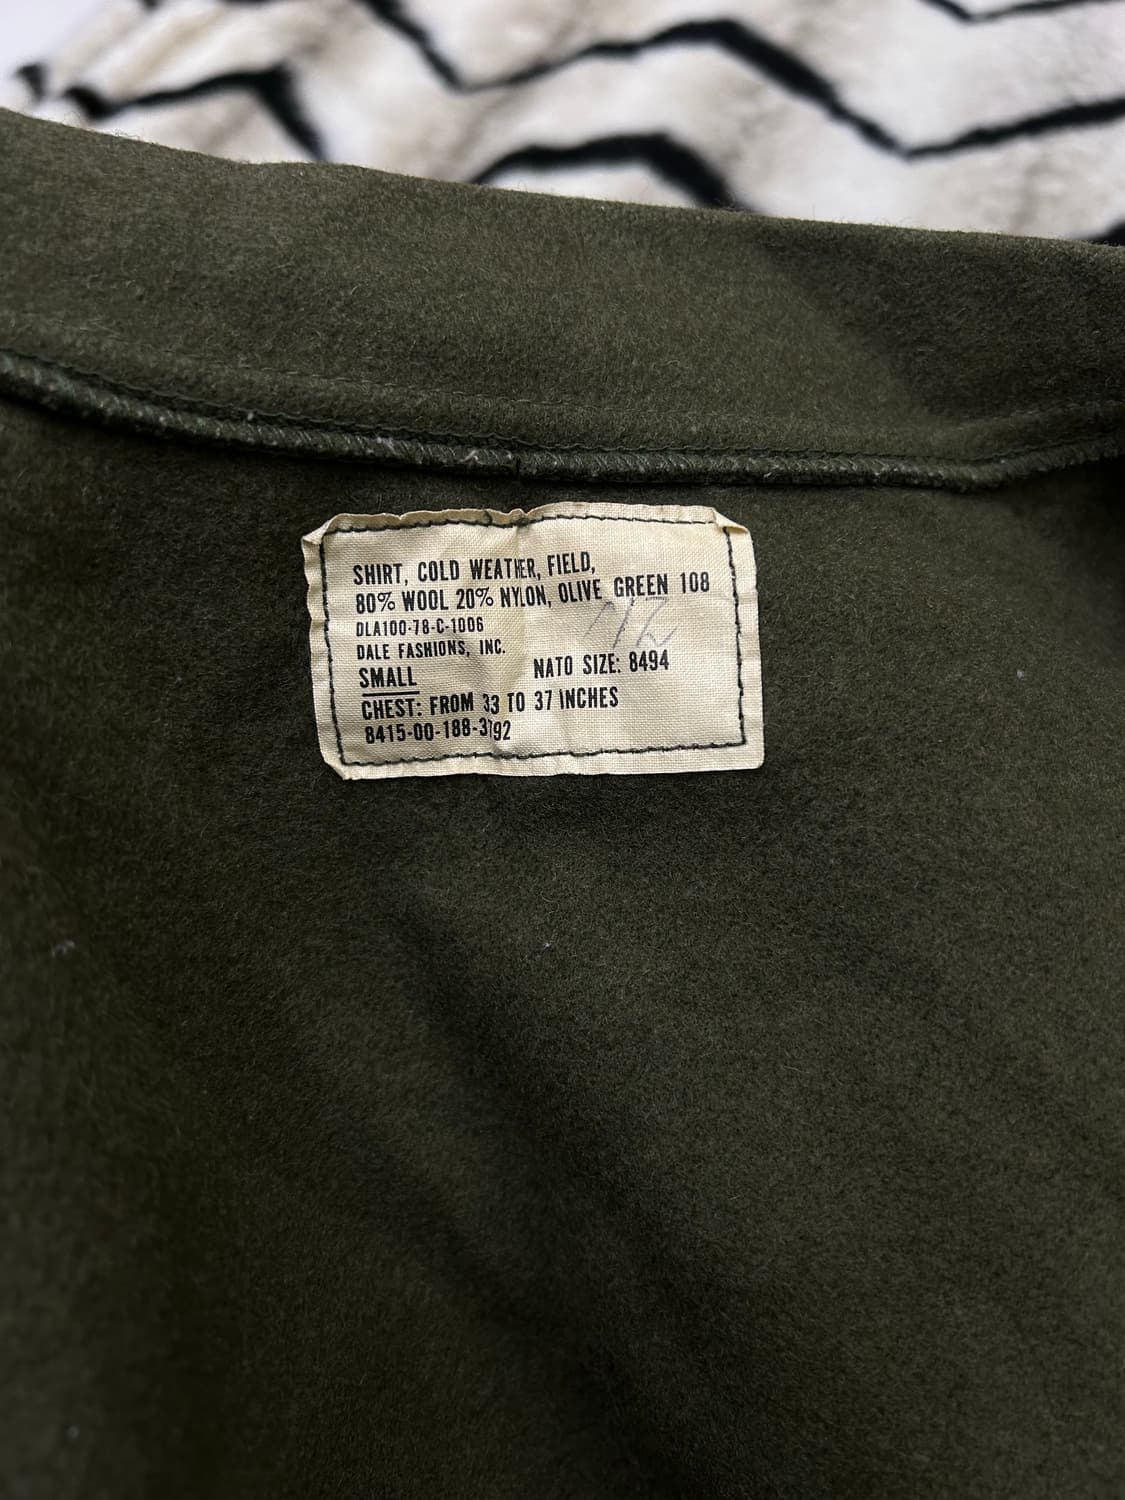 SHIRT, COLD WEATHER, FIELD,
80% WOOL 20% NYLON, OLIVE GREEN 108
DLA100-78-C-1006
DALE FASHIONS, INC.
SMALL NATO SIZE: 8494
CHEST: FROM 33 TO 37 INCHES
8415-00-188-3792